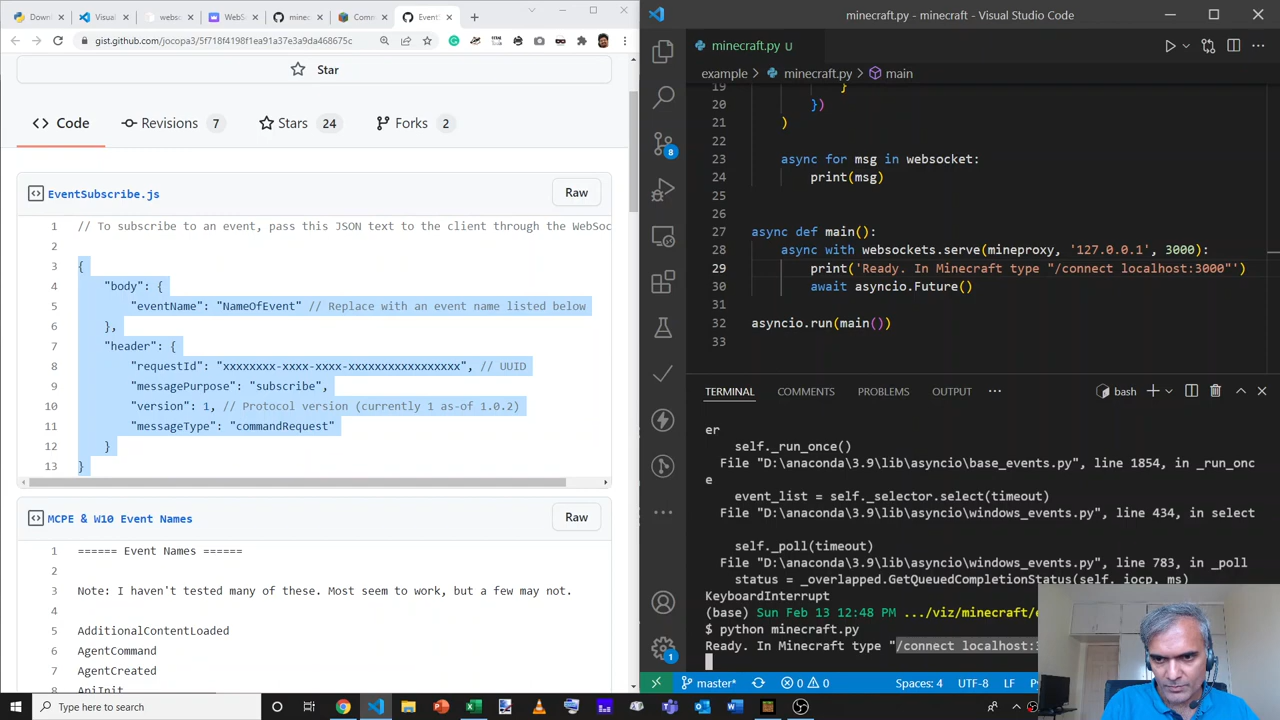 Downl
Visual
webso
WebSo
minec
Comm
Event
gist.github.com/jocopa3/5f718f4198f1ea91a37e3a9da468675c
Star
Code
Revisions 7
Stars 24
Forks 2
EventSubscribe.js
Raw
1 // To subscribe to an event, pass this JSON text to the client through the WebSoc
2
3 {
4 "body": {
5 "eventName": "NameOfEvent" // Replace with an event name listed below
6 },
7 "header": {
8 "requestId": "xxxxxxxx-xxxx-xxxx-xxxxxxxxxxxxxxxxx", // UUID
9 "messagePurpose": "subscribe",
10 "version": 1, // Protocol version (currently 1 as-of 1.0.2)
11 "messageType": "commandRequest"
12 }
13 }
MCPE & W10 Event Names
Raw
1 ====== Event Names ======
2
3 Note: I haven't tested many of these. Most seem to work, but a few may not.
4
5 AdditionalContentLoaded
6 AgentCommand
7 AgentCreated
8 ApiInit
minecraft.py - minecraft - Visual Studio Code
minecraft.py U
example > minecraft.py > main
19 }
20 })
21 )
22
23 async for msg in websocket:
24 print(msg)
25
26
27 async def main():
28 async with websockets.serve(mineproxy, '127.0.0.1', 3000):
29 print('Ready. In Minecraft type "/connect localhost:3000"')
30 await asyncio.Future()
31
32 asyncio.run(main())
33
8
1
TERMINAL COMMENTS PROBLEMS OUTPUT ··· bash
er
self._run_once()
File "D:\anaconda\3.9\lib\asyncio\base_events.py", line 1854, in _run_onc
e
event_list = self._selector.select(timeout)
File "D:\anaconda\3.9\lib\asyncio\windows_events.py", line 434, in select
self._poll(timeout)
File "D:\anaconda\3.9\lib\asyncio\windows_events.py", line 783, in _poll
status = _overlapped.GetQueuedCompletionStatus(self._iocp, ms)
KeyboardInterrupt
(base) Sun Feb 13 12:48 PM .../viz/minecraft/e
$ python minecraft.py
Ready. In Minecraft type "/connect localhost:3
master* 0 0 Spaces: 4 UTF-8 LF
Type here to search